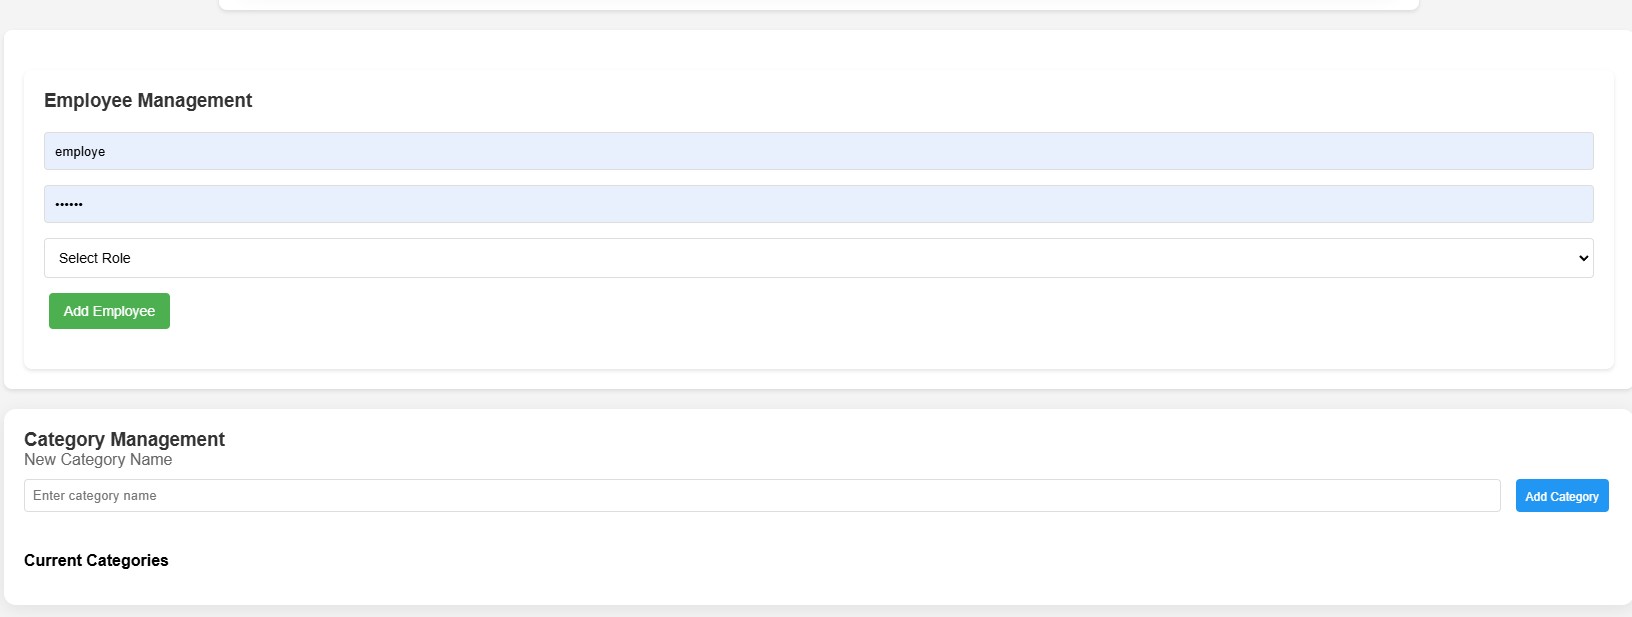 Employee Management
employe
••••••
Select Role
Add Employee
Category Management
New Category Name
Enter category name
Add Category
Current Categories